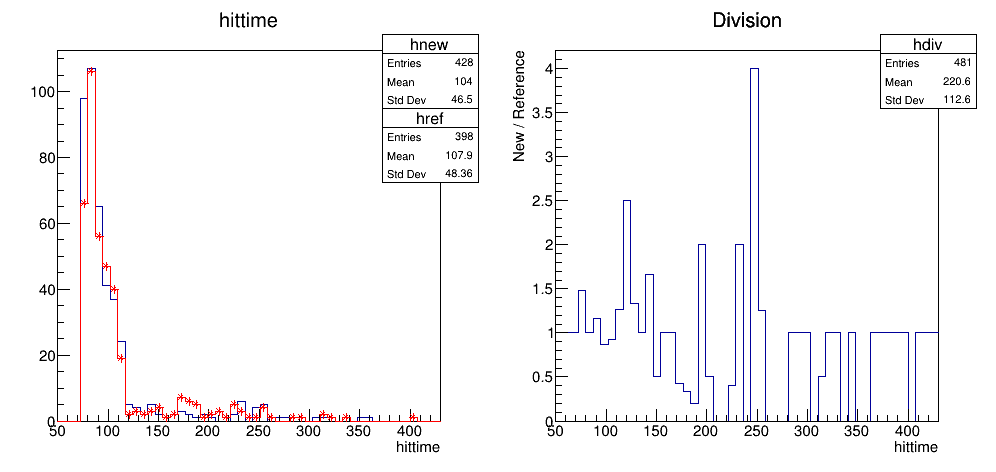 hittime
hnew
Entries 428
Mean 104
Std Dev 46.5
href
Entries 398
Mean 107.9
Std Dev 48.36
100
80
60
40
20
0
50 100 150 200 250 300 350 400
hittime
Division
hdiv
Entries 481
Mean 220.6
Std Dev 112.6
New / Reference
4
3.5
3
2.5
2
1.5
1
0.5
0
50 100 150 200 250 300 350 400
hittime